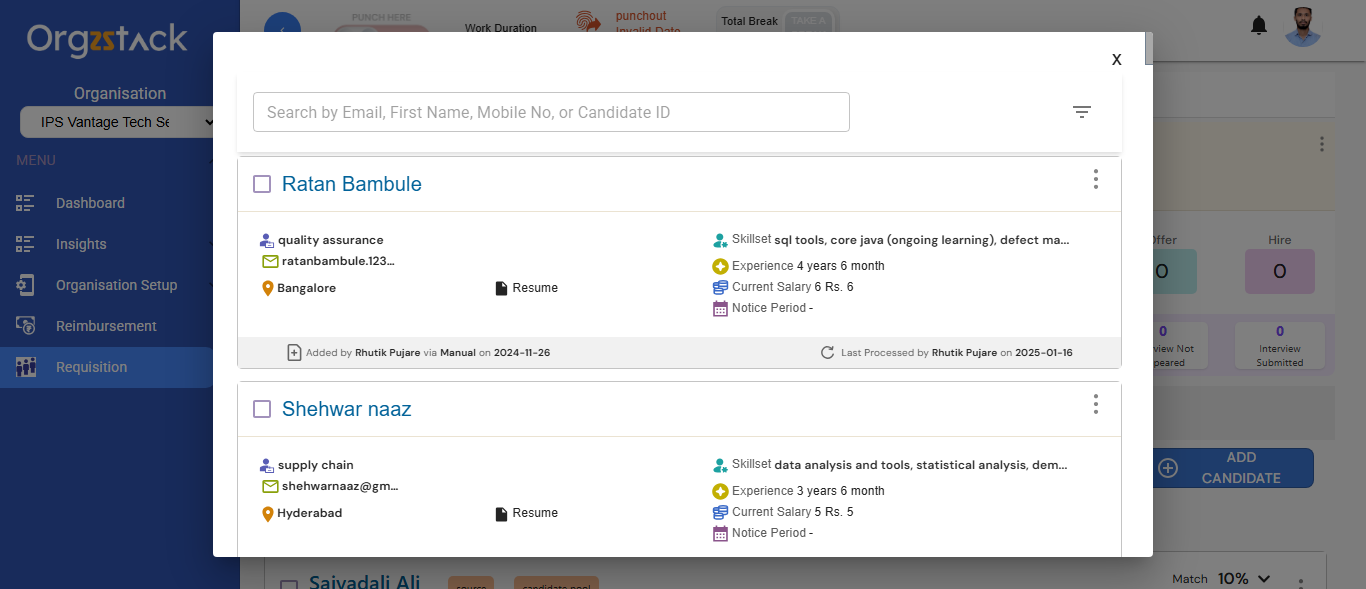 Orgzstack
PUNCH HERE
Work Duration
punchout
Invalid Date
Total Break
TAKE A
X
Organisation
IPS Vantage Tech Se
MENU
Dashboard
Insights
Organisation Setup
Reimbursement
Requisition
Search by Email, First Name, Mobile No, or Candidate ID
Ratan Bambule
quality assurance
ratanbambule.123...
Bangalore
Resume
Skillset sql tools, core java (ongoing learning), defect ma...
Experience 4 years 6 month
Current Salary 6 Rs. 6
Notice Period -
Added by Rhutik Pujare via Manual on 2024-11-26
Last Processed by Rhutik Pujare on 2025-01-16
Shehwar naaz
supply chain
shehwarnaaz@gm...
Hyderabad
Resume
Skillset data analysis and tools, statistical analysis, dem...
Experience 3 years 6 month
Current Salary 5 Rs. 5
Notice Period -
Offer
Hire
0
0
0
0
view Not
peared
Interview
Submitted
ADD
CANDIDATE
Saiyadali Ali
source
candidate pool
Match 10%